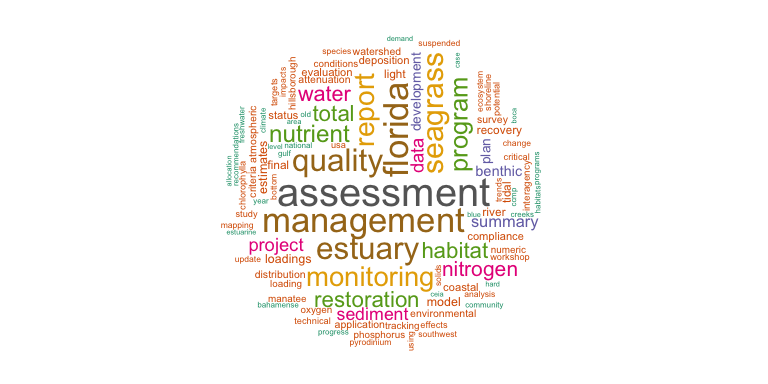 demand
species watershed suspended
conditions deposition case
evaluation light
attenuation
targets impacts hillsborough
water report florida development seagrass program ecosystem shoreline potential
status total old boca
area survey
nutrient recovery
freshwater climate
level national usa data plan change
gulf
recommendations criteria atmospheric estimates final quality critical
allocation chlorophylla bottom benthic interagency programs
year assessment trends tidal comp habitats
study management blue river creeks
mapping summary
estuarine
project estuary habitat compliance
update loadings numeric
workshop
distribution monitoring solids nitrogen
loading coastal hard
manatee restoration ceia model analysis
bahamense community
oxygen sediment environmental
technical application tracking effects
progress phosphorus using southwest
pyrodinium